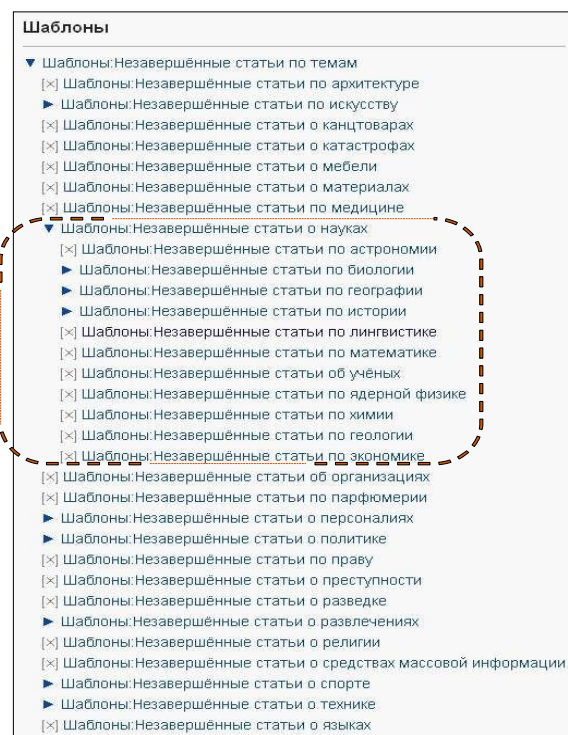 Шаблоны
▼ Шаблоны:Незавершённые статьи по темам
[×] Шаблоны:Незавершённые статьи по архитектуре
► Шаблоны:Незавершённые статьи по искусству
[×] Шаблоны:Незавершённые статьи о канцтоварах
[×] Шаблоны:Незавершённые статьи о катастрофах
[×] Шаблоны:Незавершённые статьи о мебели
[×] Шаблоны:Незавершённые статьи о материалах
[×] Шаблоны:Незавершённые статьи по медицине
▼ Шаблоны:Незавершённые статьи о науках
[×] Шаблоны:Незавершённые статьи по астрономии
► Шаблоны:Незавершённые статьи по биологии
► Шаблоны:Незавершённые статьи по географии
► Шаблоны:Незавершённые статьи по истории
[×] Шаблоны:Незавершённые статьи по лингвистике
[×] Шаблоны:Незавершённые статьи по математике
[×] Шаблоны:Незавершённые статьи об учёных
[×] Шаблоны:Незавершённые статьи по ядерной физике
[×] Шаблоны:Незавершённые статьи по химии
[×] Шаблоны:Незавершённые статьи по геологии
[×] Шаблоны:Незавершённые статьи по экономике
[×] Шаблоны:Незавершённые статьи об организациях
[×] Шаблоны:Незавершённые статьи по парфюмерии
► Шаблоны:Незавершённые статьи о персоналиях
► Шаблоны:Незавершённые статьи о политике
[×] Шаблоны:Незавершённые статьи по праву
[×] Шаблоны:Незавершённые статьи о преступности
[×] Шаблоны:Незавершённые статьи о разведке
► Шаблоны:Незавершённые статьи о развлечениях
[×] Шаблоны:Незавершённые статьи о религии
[×] Шаблоны:Незавершённые статьи о средствах массовой информации
► Шаблоны:Незавершённые статьи о спорте
► Шаблоны:Незавершённые статьи о технике
[×] Шаблоны:Незавершённые статьи о языках